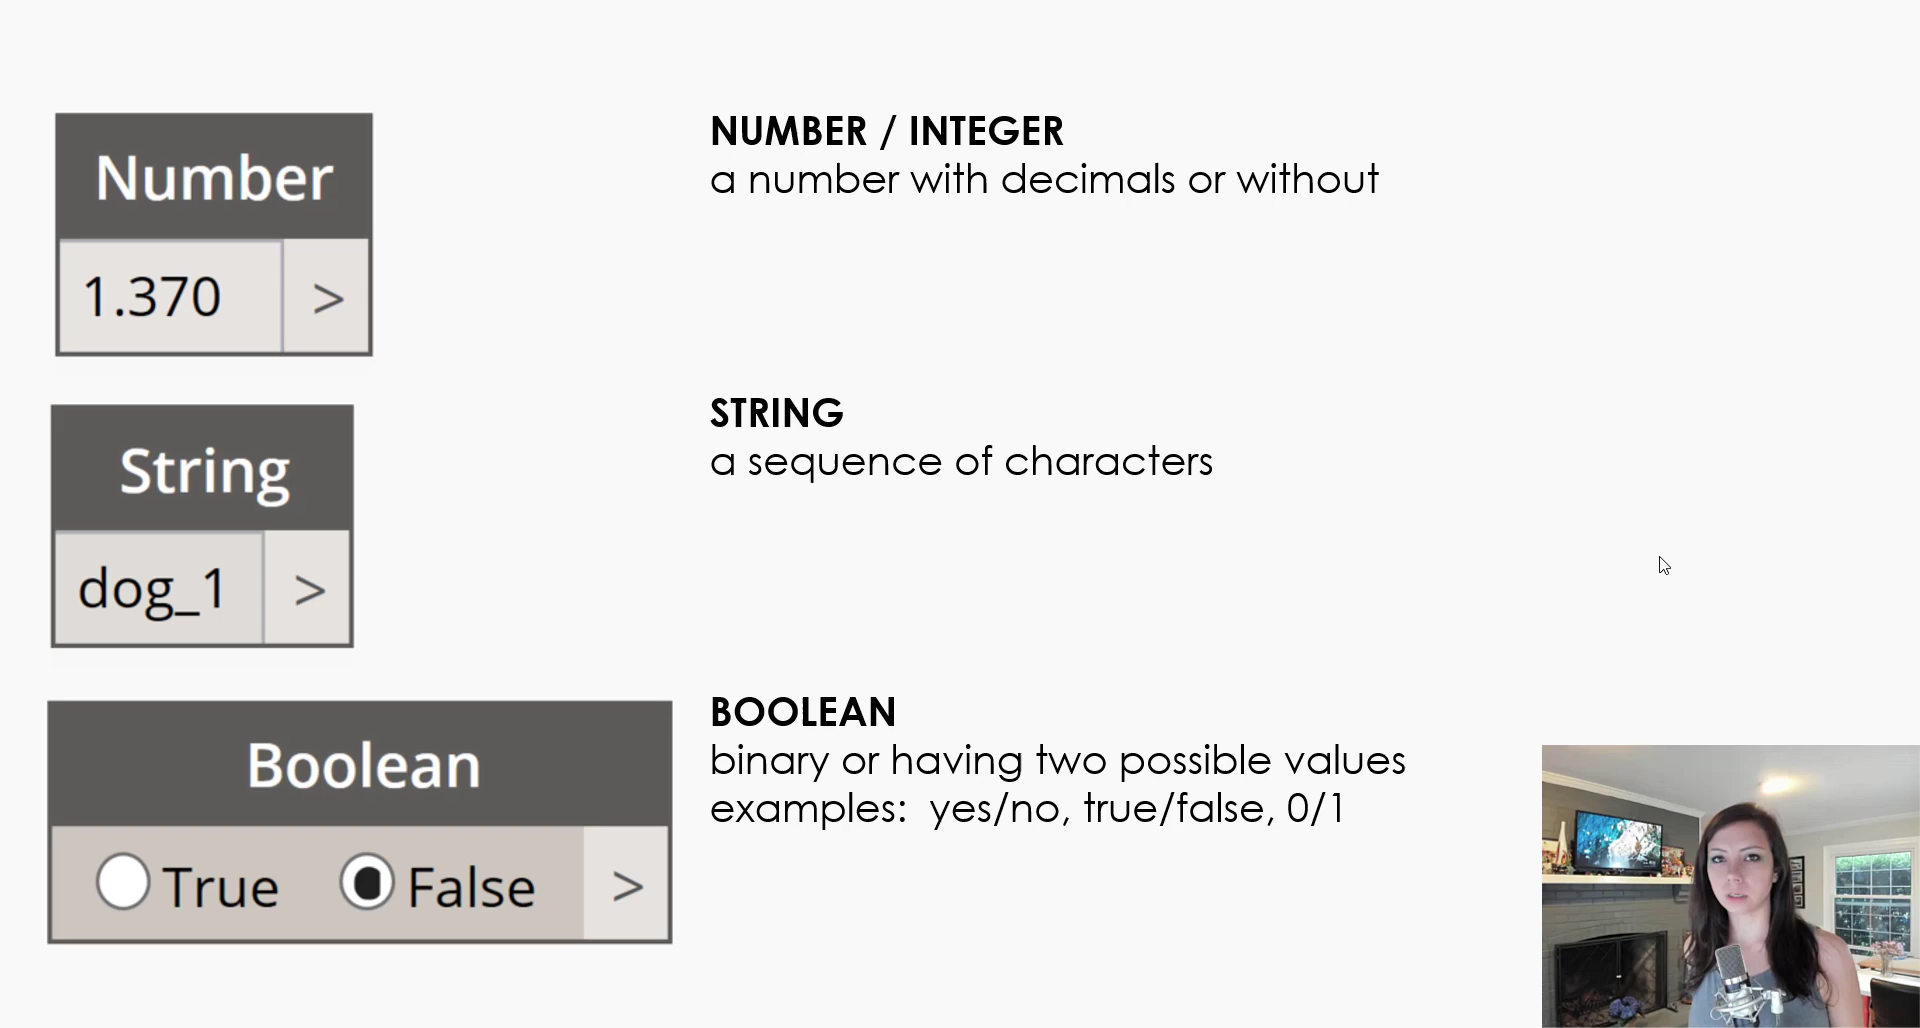 Number
1.370 >
NUMBER / INTEGER
a number with decimals or without
String
dog_1 >
STRING
a sequence of characters
Boolean
True False >
BOOLEAN
binary or having two possible values
examples:  yes/no, true/false, 0/1